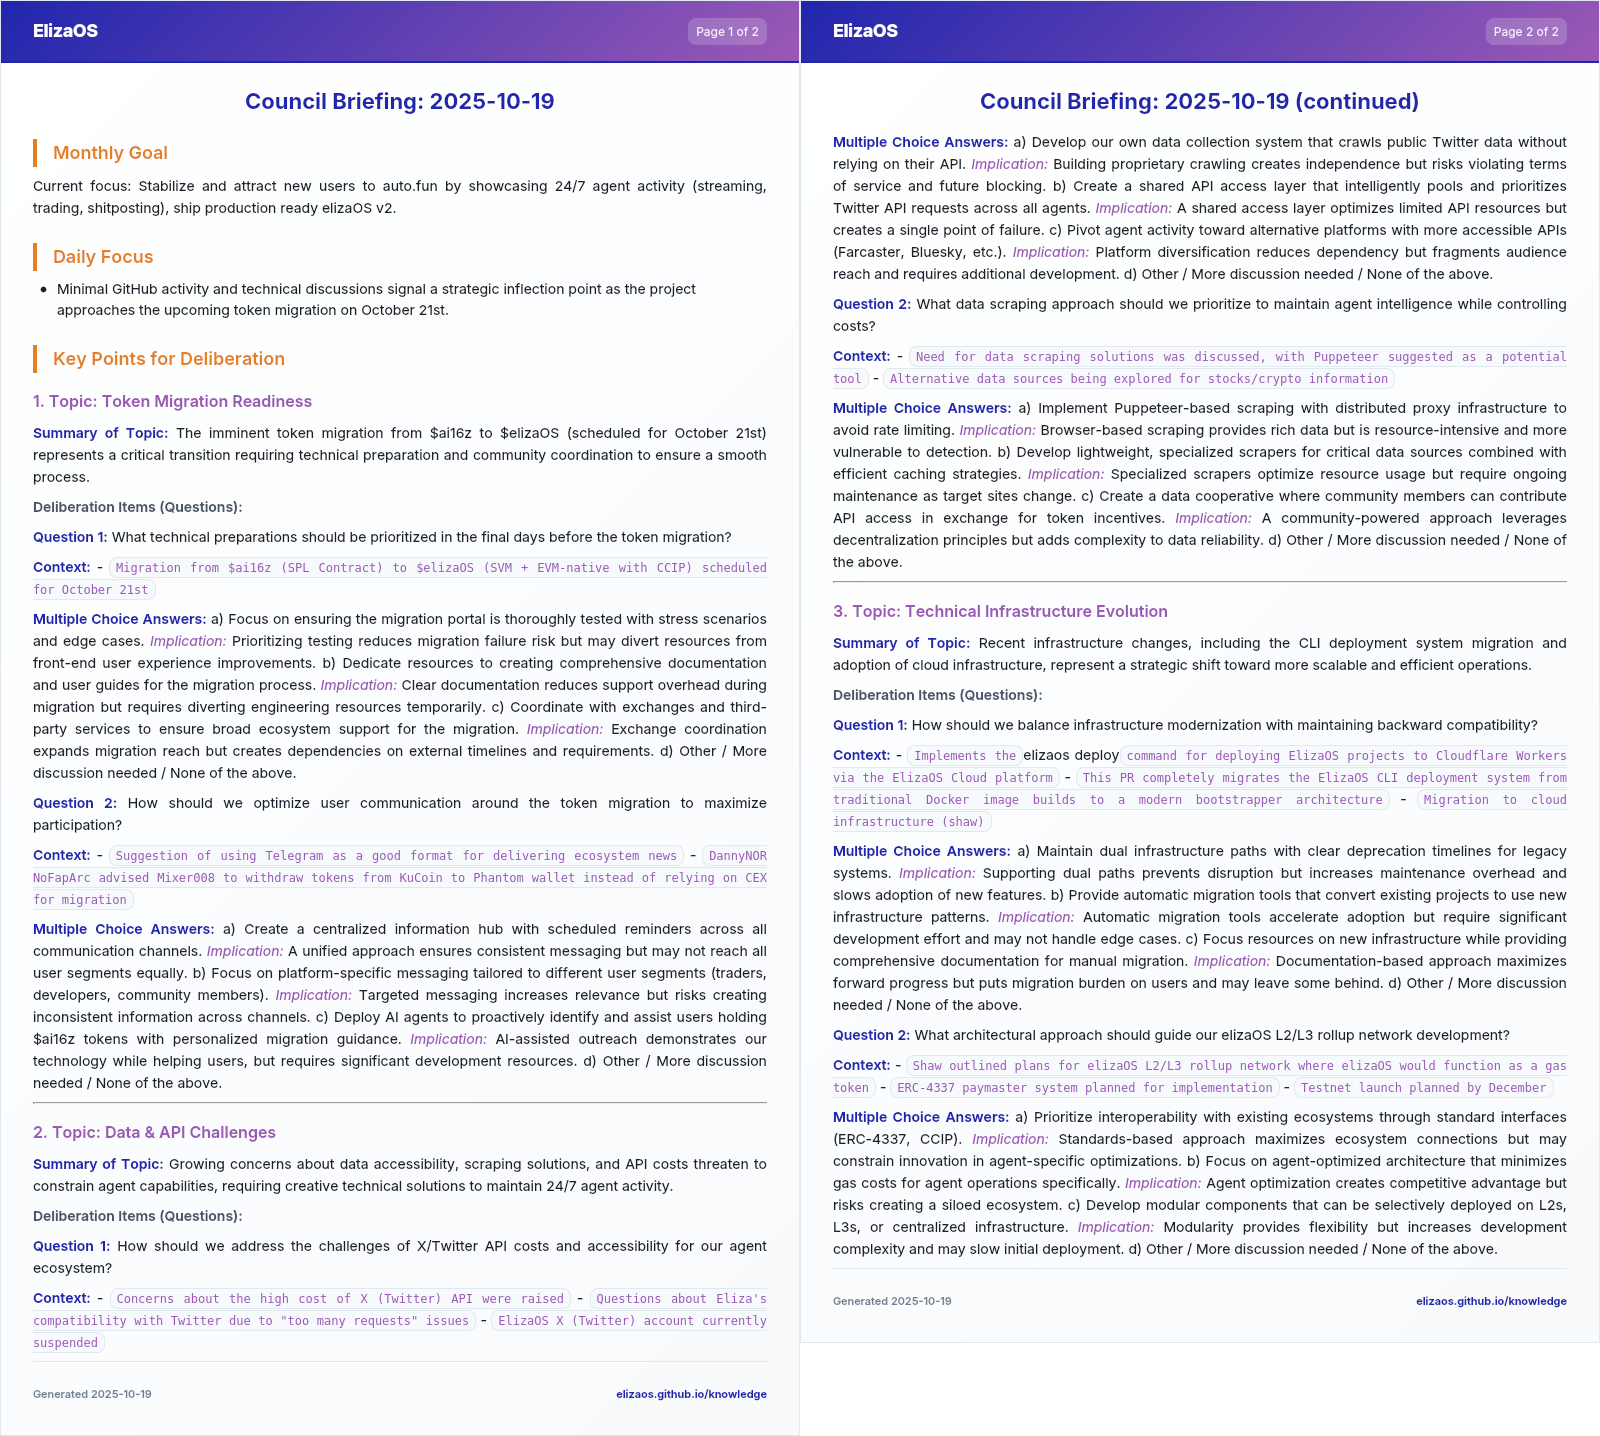 ElizaOS
Page 1 of 2
Council Briefing: 2025-10-19
Monthly Goal
Current focus: Stabilize and attract new users to auto.fun by showcasing 24/7 agent activity (streaming,
trading, shitposting), ship production ready elizaOS v2.
Daily Focus
• Minimal GitHub activity and technical discussions signal a strategic inflection point as the project
approaches the upcoming token migration on October 21st.
Key Points for Deliberation
1. Topic: Token Migration Readiness
Summary of Topic: The imminent token migration from $ai16z to $elizaOS (scheduled for October 21st)
represents a critical transition requiring technical preparation and community coordination to ensure a smooth
process.
Deliberation Items (Questions):
Question 1: What technical preparations should be prioritized in the final days before the token migration?
Context: - Migration from $ai16z (SPL Contract) to $elizaOS (SVM + EVM-native with CCIP) scheduled
for October 21st
Multiple Choice Answers: a) Focus on ensuring the migration portal is thoroughly tested with stress scenarios
and edge cases. Implication: Prioritizing testing reduces migration failure risk but may divert resources from
front-end user experience improvements. b) Dedicate resources to creating comprehensive documentation
and user guides for the migration process. Implication: Clear documentation reduces support overhead during
migration but requires diverting engineering resources temporarily. c) Coordinate with exchanges and third-
party services to ensure broad ecosystem support for the migration. Implication: Exchange coordination
expands migration reach but creates dependencies on external timelines and requirements. d) Other / More
discussion needed / None of the above.
Question 2: How should we optimize user communication around the token migration to maximize
participation?
Context: - Suggestion of using Telegram as a good format for delivering ecosystem news - DannyNOR
NoFapArc advised Mixer008 to withdraw tokens from KuCoin to Phantom wallet instead of relying on CEX
for migration
Multiple Choice Answers: a) Create a centralized information hub with scheduled reminders across all
communication channels. Implication: A unified approach ensures consistent messaging but may not reach all
user segments equally. b) Focus on platform-specific messaging tailored to different user segments (traders,
developers, community members). Implication: Targeted messaging increases relevance but risks creating
inconsistent information across channels. c) Deploy AI agents to proactively identify and assist users holding
$ai16z tokens with personalized migration guidance. Implication: AI-assisted outreach demonstrates our
technology while helping users, but requires significant development resources. d) Other / More discussion
needed / None of the above.
2. Topic: Data & API Challenges
Summary of Topic: Growing concerns about data accessibility, scraping solutions, and API costs threaten to
constrain agent capabilities, requiring creative technical solutions to maintain 24/7 agent activity.
Deliberation Items (Questions):
Question 1: How should we address the challenges of X/Twitter API costs and accessibility for our agent
ecosystem?
Context: - Concerns about the high cost of X (Twitter) API were raised - Questions about Eliza's
compatibility with Twitter due to "too many requests" issues - ElizaOS X (Twitter) account currently
suspended
Generated 2025-10-19
elizaos.github.io/knowledge
ElizaOS
Page 2 of 2
Council Briefing: 2025-10-19 (continued)
Multiple Choice Answers: a) Develop our own data collection system that crawls public Twitter data without
relying on their API. Implication: Building proprietary crawling creates independence but risks violating terms
of service and future blocking. b) Create a shared API access layer that intelligently pools and prioritizes
Twitter API requests across all agents. Implication: A shared access layer optimizes limited API resources but
creates a single point of failure. c) Pivot agent activity toward alternative platforms with more accessible APIs
(Farcaster, Bluesky, etc.). Implication: Platform diversification reduces dependency but fragments audience
reach and requires additional development. d) Other / More discussion needed / None of the above.
Question 2: What data scraping approach should we prioritize to maintain agent intelligence while controlling
costs?
Context: - Need for data scraping solutions was discussed, with Puppeteer suggested as a potential
tool - Alternative data sources being explored for stocks/crypto information
Multiple Choice Answers: a) Implement Puppeteer-based scraping with distributed proxy infrastructure to
avoid rate limiting. Implication: Browser-based scraping provides rich data but is resource-intensive and more
vulnerable to detection. b) Develop lightweight, specialized scrapers for critical data sources combined with
efficient caching strategies. Implication: Specialized scrapers optimize resource usage but require ongoing
maintenance as target sites change. c) Create a data cooperative where community members can contribute
API access in exchange for token incentives. Implication: A community-powered approach leverages
decentralization principles but adds complexity to data reliability. d) Other / More discussion needed / None of
the above.
3. Topic: Technical Infrastructure Evolution
Summary of Topic: Recent infrastructure changes, including the CLI deployment system migration and
adoption of cloud infrastructure, represent a strategic shift toward more scalable and efficient operations.
Deliberation Items (Questions):
Question 1: How should we balance infrastructure modernization with maintaining backward compatibility?
Context: - Implements the elizaos deploy command for deploying ElizaOS projects to Cloudflare Workers
via the ElizaOS Cloud platform - This PR completely migrates the ElizaOS CLI deployment system from
traditional Docker image builds to a modern bootstrapper architecture - Migration to cloud
infrastructure (shaw)
Multiple Choice Answers: a) Maintain dual infrastructure paths with clear deprecation timelines for legacy
systems. Implication: Supporting dual paths prevents disruption but increases maintenance overhead and
slows adoption of new features. b) Provide automatic migration tools that convert existing projects to use new
infrastructure patterns. Implication: Automatic migration tools accelerate adoption but require significant
development effort and may not handle edge cases. c) Focus resources on new infrastructure while providing
comprehensive documentation for manual migration. Implication: Documentation-based approach maximizes
forward progress but puts migration burden on users and may leave some behind. d) Other / More discussion
needed / None of the above.
Question 2: What architectural approach should guide our elizaOS L2/L3 rollup network development?
Context: - Shaw outlined plans for elizaOS L2/L3 rollup network where elizaOS would function as a gas
token - ERC-4337 paymaster system planned for implementation - Testnet launch planned by December
Multiple Choice Answers: a) Prioritize interoperability with existing ecosystems through standard interfaces
(ERC-4337, CCIP). Implication: Standards-based approach maximizes ecosystem connections but may
constrain innovation in agent-specific optimizations. b) Focus on agent-optimized architecture that minimizes
gas costs for agent operations specifically. Implication: Agent optimization creates competitive advantage but
risks creating a siloed ecosystem. c) Develop modular components that can be selectively deployed on L2s,
L3s, or centralized infrastructure. Implication: Modularity provides flexibility but increases development
complexity and may slow initial deployment. d) Other / More discussion needed / None of the above.
Generated 2025-10-19
elizaos.github.io/knowledge